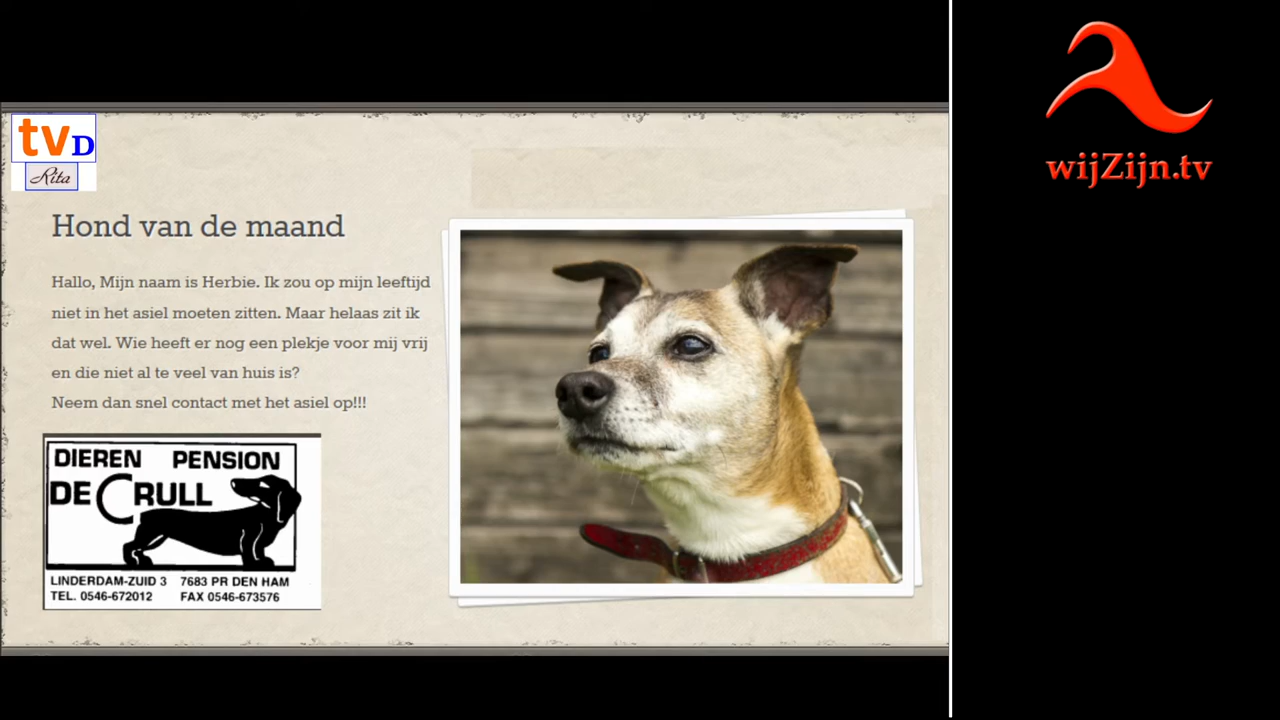 tvD
Rita
wijZijn.tv
Hond van de maand
Hallo, Mijn naam is Herbie. Ik zou op mijn leeftijd
niet in het asiel moeten zitten. Maar helaas zit ik
dat wel. Wie heeft er nog een plekje voor mij vrij
en die niet al te veel van huis is?
Neem dan snel contact met het asiel op!!!
DIEREN PENSION
DE CRULL
LINDERDAM-ZUID 3 7683 PR DEN HAM
TEL. 0546-672012 FAX 0546-673576